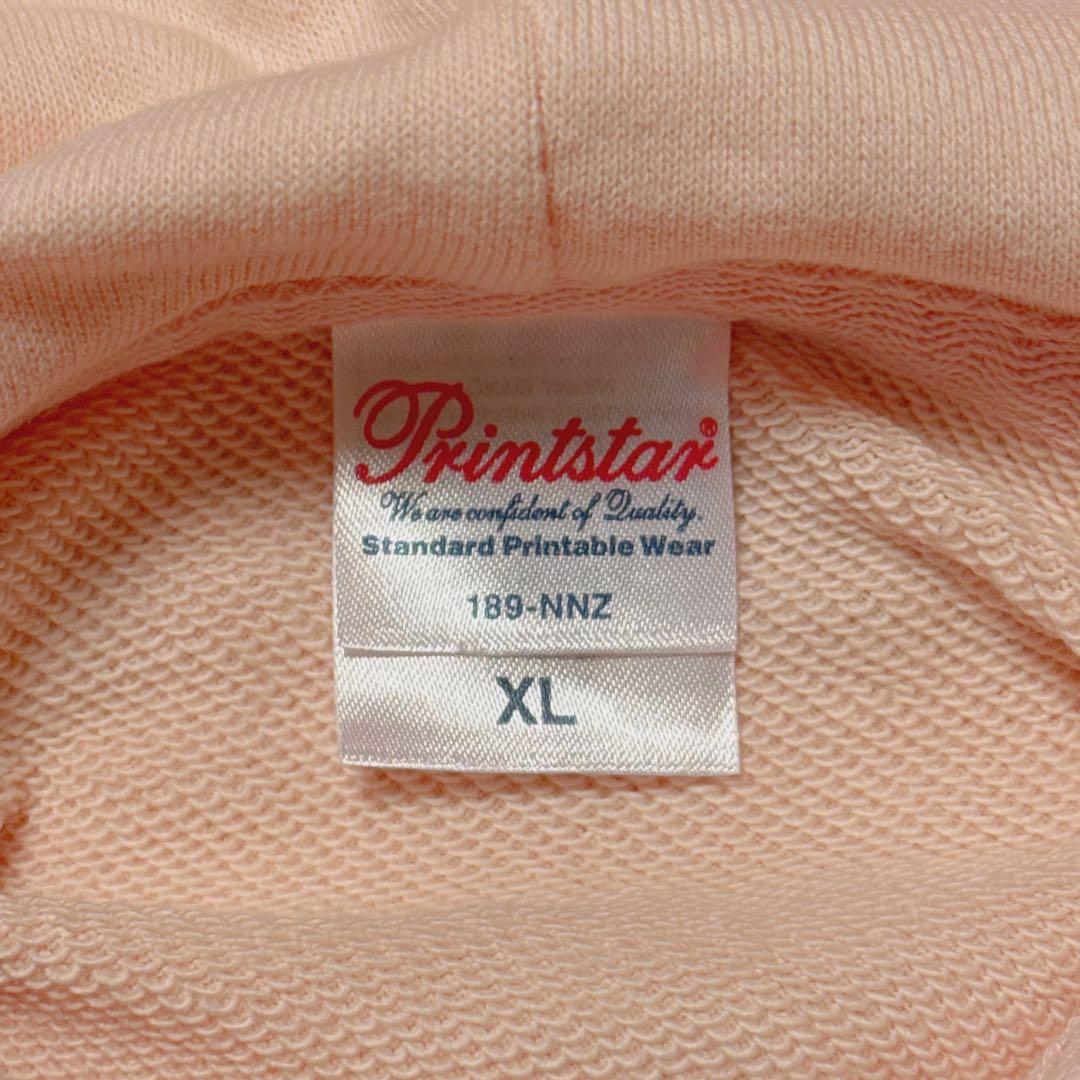 Printstar®
We are confident of Quality.
Standard Printable Wear
189-NNZ
XL